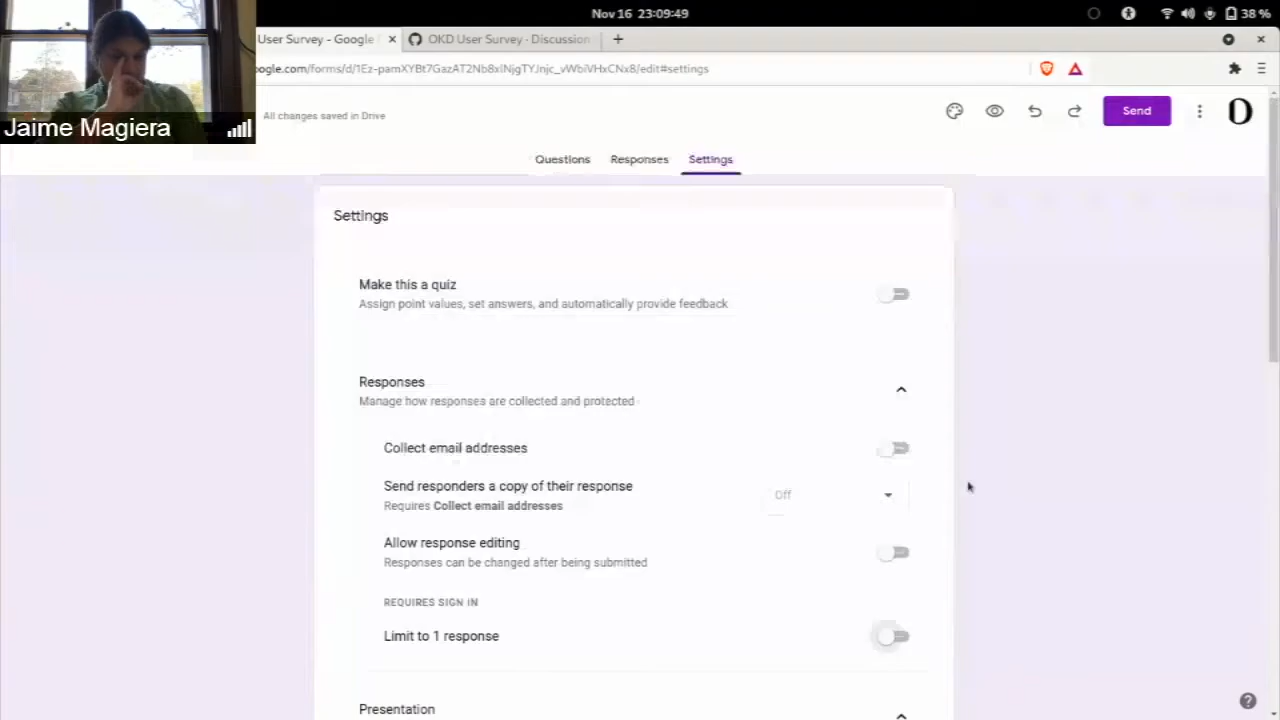 Nov 16 23:09:49
38 %
User Survey - Google
OKD User Survey · Discussion
Jaime Magiera
All changes saved in Drive
Send
Questions
Responses
Settings
Settings
Make this a quiz
Assign point values, set answers, and automatically provide feedback
Responses
Manage how responses are collected and protected
Collect email addresses
Send responders a copy of their response
Off
Requires Collect email addresses
Allow response editing
Responses can be changed after being submitted
REQUIRES SIGN IN
Limit to 1 response
Presentation